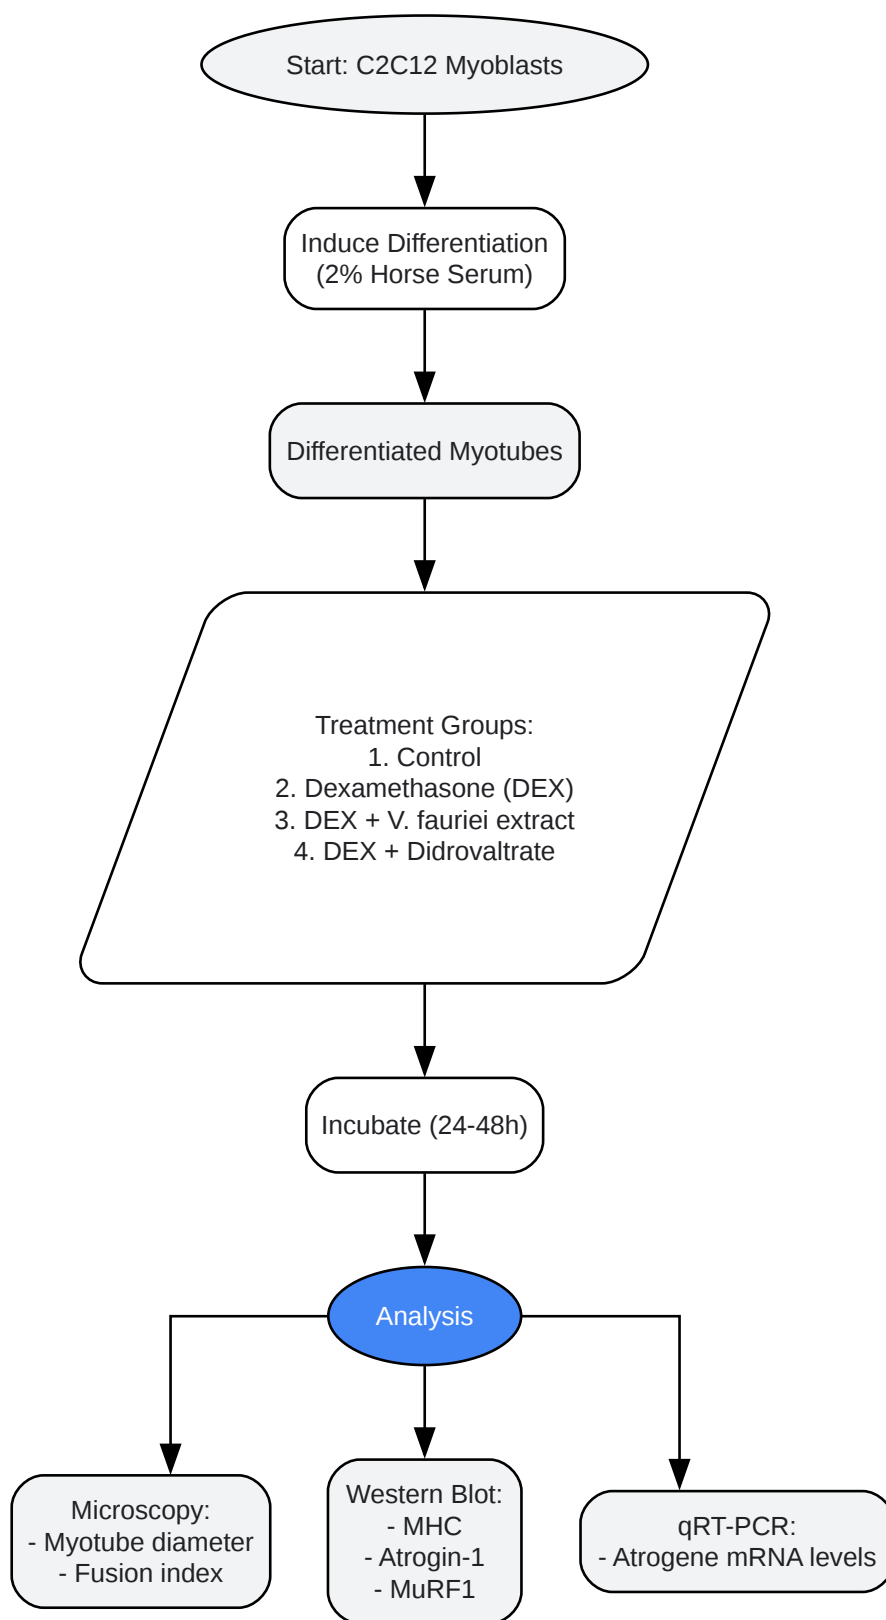 Start: C2C12 Myoblasts
Induce Differentiation
(2% Horse Serum)
Differentiated Myotubes
Treatment Groups:
1. Control
2. Dexamethasone (DEX)
3. DEX + V. fauriei extract
4. DEX + Didrovaltrate
Incubate (24-48h)
Analysis
Microscopy:
- Myotube diameter
- Fusion index
Western Blot:
- MHC
- Atrogin-1
- MuRF1
qRT-PCR:
- Atrogene mRNA levels